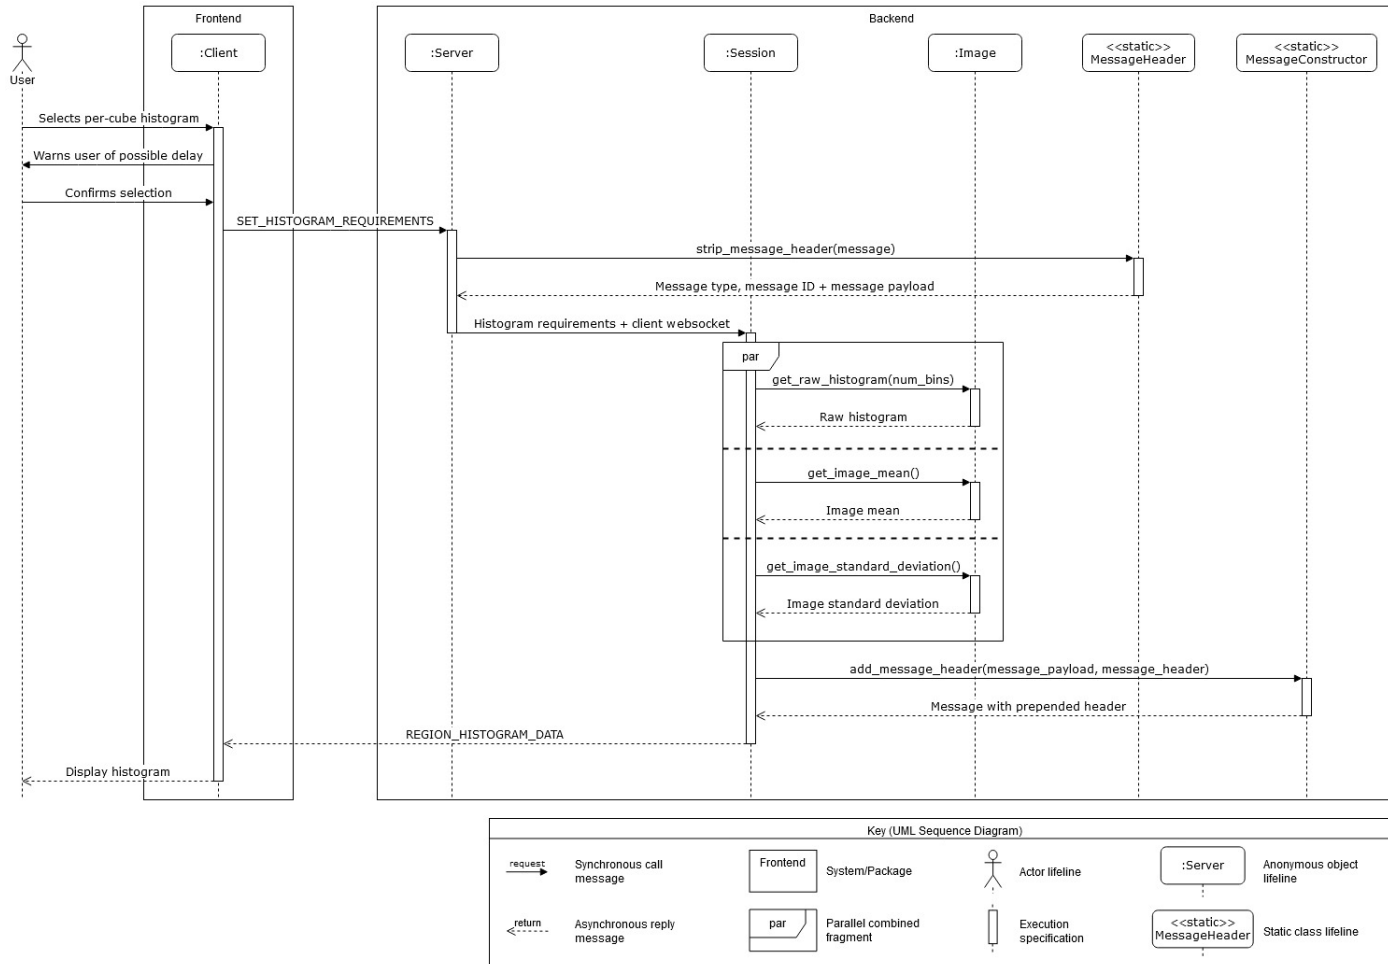 Frontend
Backend
User
:Client
:Server
:Session
:Image
<<static>>
MessageHeader
<<static>>
MessageConstructor
Selects per-cube histogram
Warns user of possible delay
Confirms selection
SET_HISTOGRAM_REQUIREMENTS
strip_message_header(message)
Message type, message ID + message payload
Histogram requirements + client websocket
par
get_raw_histogram(num_bins)
Raw histogram
get_image_mean()
Image mean
get_image_standard_deviation()
Image standard deviation
add_message_header(message_payload, message_header)
Message with prepended header
REGION_HISTOGRAM_DATA
Display histogram
Key (UML Sequence Diagram)
request
Synchronous call
message
Frontend
System/Package
Actor lifeline
:Server
Anonymous object
lifeline
return
Asynchronous reply
message
par
Parallel combined
fragment
Execution
specification
<<static>>
MessageHeader
Static class lifeline